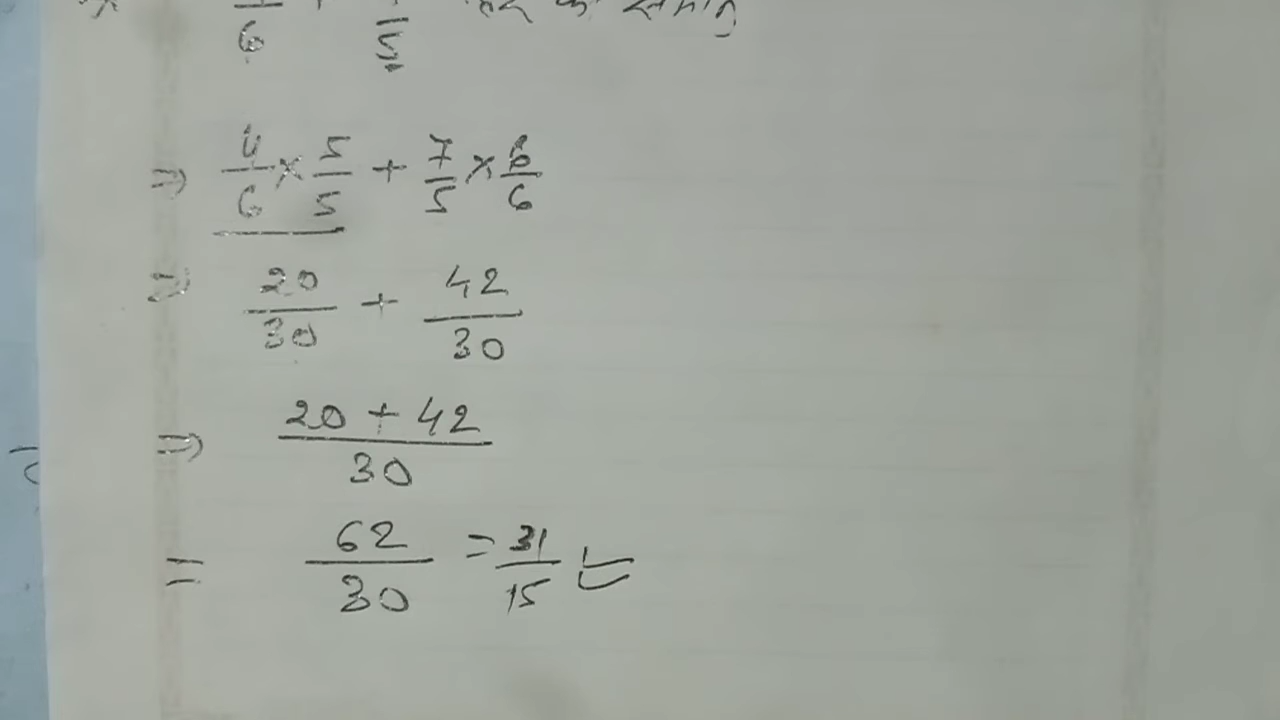 6 5
⇒ 4/6 × 5/5 + 7/5 × 6/6
⇒ 20/30 + 42/30
⇒ 20 + 42/30
= 62/30 = 31/15